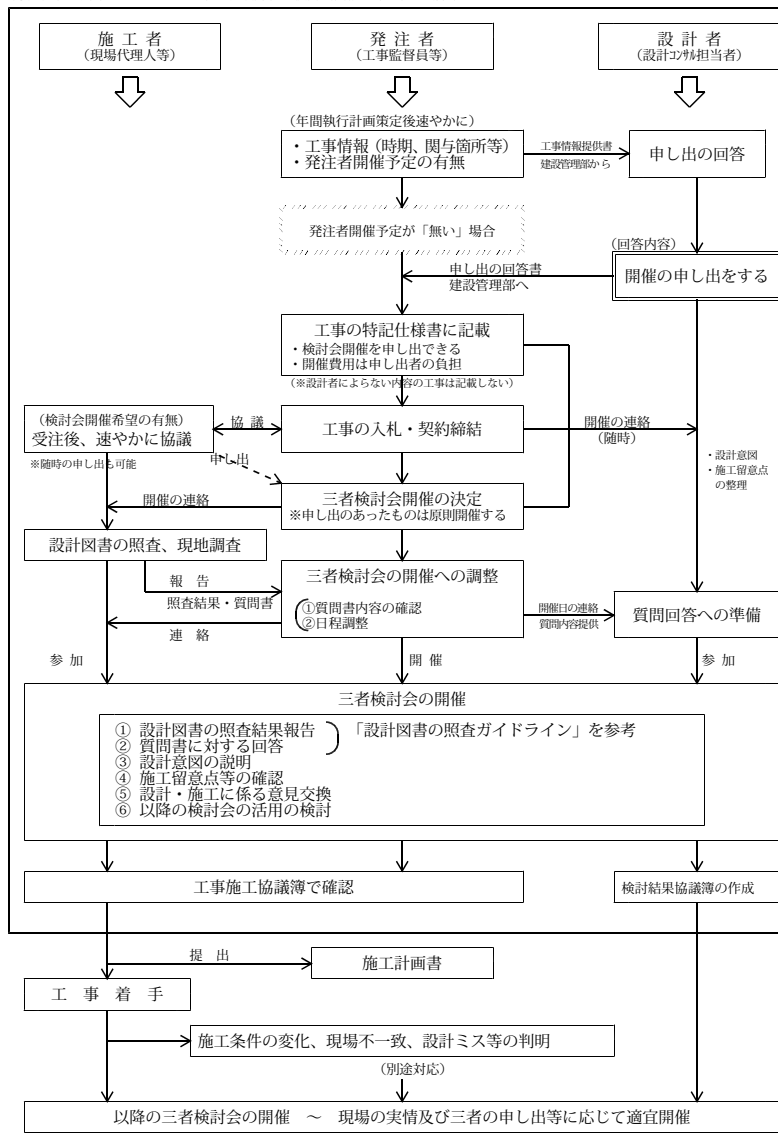 施 工 者
（現場代理人等）
発 注 者
（工事監督員等）
設 計 者
（設計ｺﾝｻﾙ担当者）
（年間執行計画策定後速やかに）
・工事情報（時期、関与箇所等）
・発注者開催予定の有無
工事情報提供書
建設管理部から
申し出の回答
発注者開催予定が「無い」場合
（回答内容）
申し出の回答書
建設管理部へ
開催の申し出をする
工事の特記仕様書に記載
・検討会開催を申し出できる
・開催費用は申し出者の負担
（※設計者によらない内容の工事は記載しない）
（検討会開催希望の有無）
受注後、速やかに協議
協 議
工事の入札・契約締結
開催の連絡
（随時）
※随時の申し出も可能
申し出
・設計意図
・施工留意点
の整理
開催の連絡
三者検討会開催の決定
※申し出のあったものは原則開催する
設計図書の照査、現地調査
三者検討会の開催への調整
報 告
照査結果・質問書
①質問書内容の確認
②日程調整
開催日の連絡
質問内容提供
質問回答への準備
連 絡
参 加
開 催
参 加
三者検討会の開催
① 設計図書の照査結果報告
② 質問書に対する回答
「設計図書の照査ガイドライン」を参考
③ 設計意図の説明
④ 施工留意点等の確認
⑤ 設計・施工に係る意見交換
⑥ 以降の検討会の活用の検討
工事施工協議簿で確認
検討結果協議簿の作成
提 出
施工計画書
工 事 着 手
施工条件の変化、現場不一致、設計ミス等の判明
（別途対応）
以降の三者検討会の開催 ～ 現場の実情及び三者の申し出等に応じて適宜開催